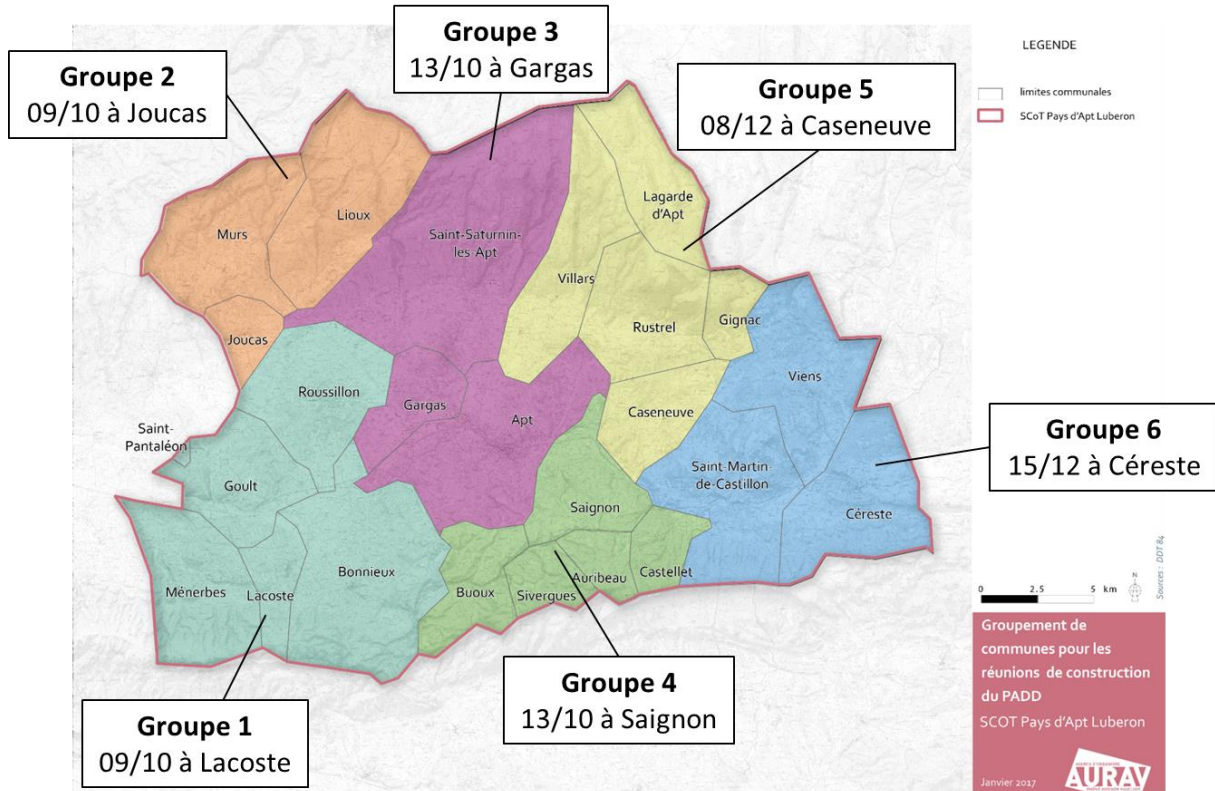 Groupe 3
13/10 à Gargas
Groupe 2
09/10 à Joucas
Groupe 5
08/12 à Caseneuve
LEGENDE
limites communales
SCoT Pays d'Apt Luberon
Lagarde
d'Apt
Murs
Lioux
Saint-Saturnin-
les Apt
Villars
Rustrel
Gignac
Joucas
Viens
Roussillon
Gargas
Apt
Caseneuve
Saint-
Pantaléon
Groupe 6
15/12 à Céreste
Saint-Martin-
de-Castillon
Goult
Saignon
Céreste
Ménerbes
Lacoste
Bonnieux
Buoux
Sivergues
Auribeau
Castellet
Sources : DDT 84
N
0 2.5 5 km
Groupement de
communes pour les
réunions de construction
du PADD
SCOT Pays d'Apt Luberon
Groupe 4
13/10 à Saignon
Groupe 1
09/10 à Lacoste
Janvier 2017
AURAV